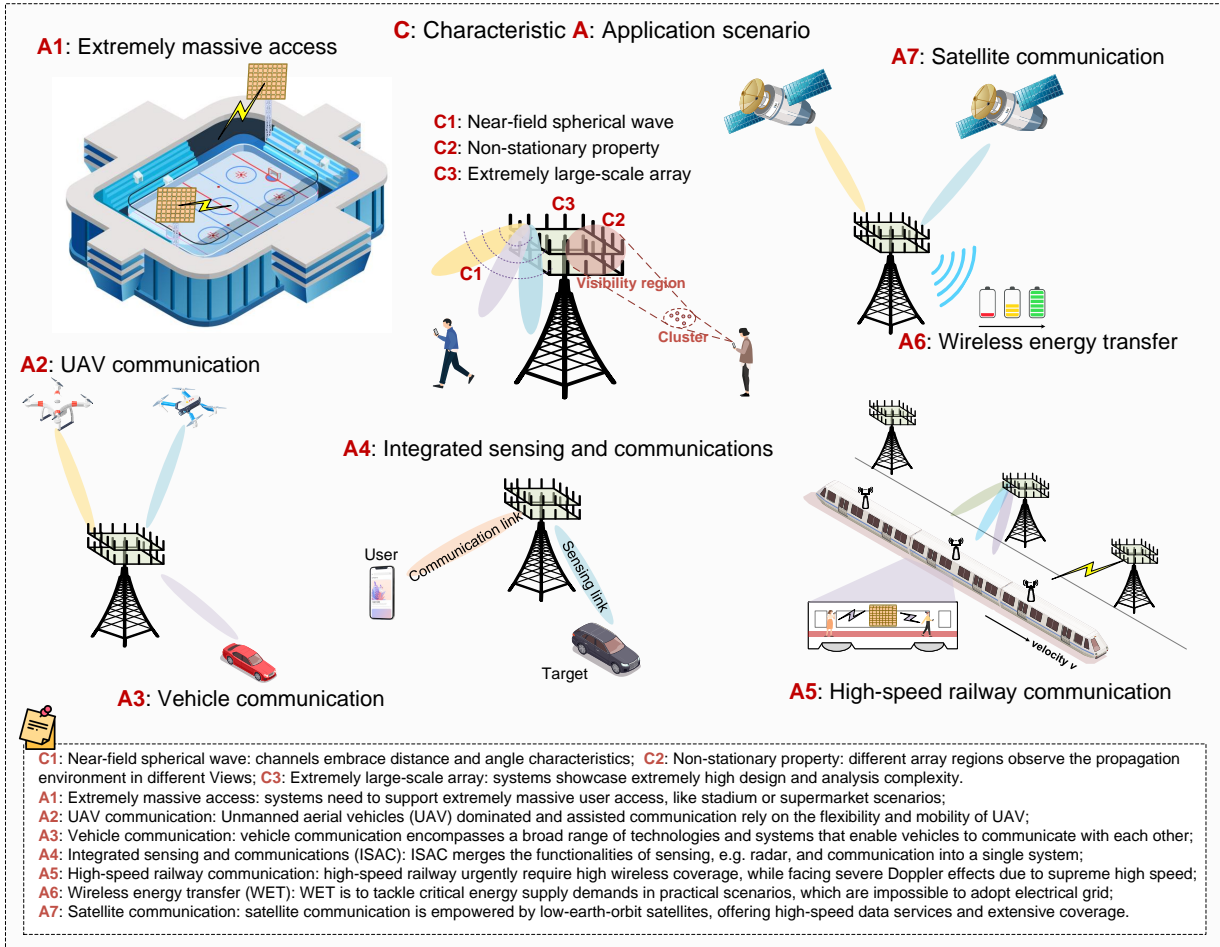 C: Characteristic A: Application scenario
A1: Extremely massive access
A7: Satellite communication
C1: Near-field spherical wave
C2: Non-stationary property
C3: Extremely large-scale array
C3
C2
C1
Visibility region
Cluster
A6: Wireless energy transfer
A2: UAV communication
A4: Integrated sensing and communications
User
Communication link
Sensing link
Target
velocity v
A3: Vehicle communication
A5: High-speed railway communication
C1: Near-field spherical wave: channels embrace distance and angle characteristics; C2: Non-stationary property: different array regions observe the propagation
environment in different Views; C3: Extremely large-scale array: systems showcase extremely high design and analysis complexity.
A1: Extremely massive access: systems need to support extremely massive user access, like stadium or supermarket scenarios;
A2: UAV communication: Unmanned aerial vehicles (UAV) dominated and assisted communication rely on the flexibility and mobility of UAV;
A3: Vehicle communication: vehicle communication encompasses a broad range of technologies and systems that enable vehicles to communicate with each other;
A4: Integrated sensing and communications (ISAC): ISAC merges the functionalities of sensing, e.g. radar, and communication into a single system;
A5: High-speed railway communication: high-speed railway urgently require high wireless coverage, while facing severe Doppler effects due to supreme high speed;
A6: Wireless energy transfer (WET): WET is to tackle critical energy supply demands in practical scenarios, which are impossible to adopt electrical grid;
A7: Satellite communication: satellite communication is empowered by low-earth-orbit satellites, offering high-speed data services and extensive coverage.